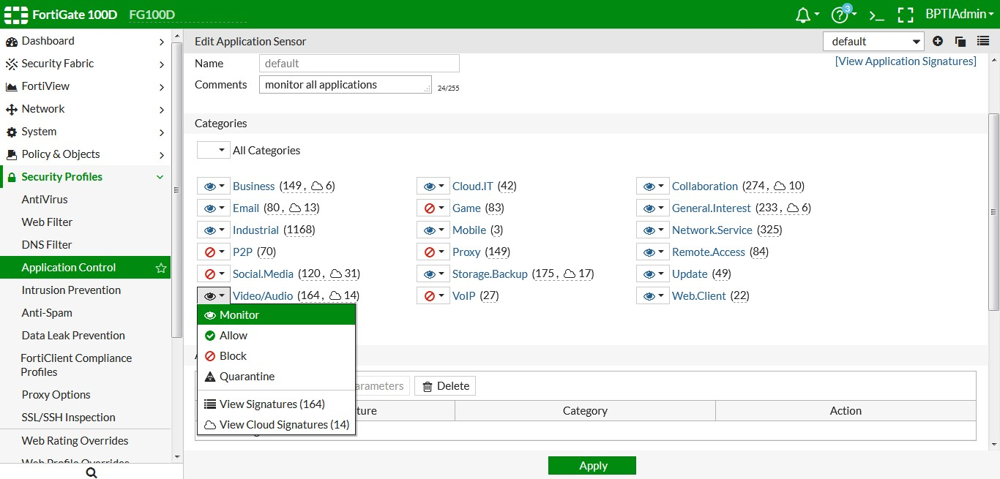 FortiGate 100D FG100D 3 BPTIAdmin
Dashboard
Security Fabric
FortiView
Network
System
Policy & Objects
Security Profiles
AntiVirus
Web Filter
DNS Filter
Application Control
Intrusion Prevention
Anti-Spam
Data Leak Prevention
FortiClient Compliance
Profiles
Proxy Options
SSL/SSH Inspection
Web Rating Overrides
Web Profile Overrides
Edit Application Sensor default
Name default [View Application Signatures]
Comments monitor all applications 24/255
Categories
All Categories
Business (149, 6) Cloud.IT (42) Collaboration (274, 10)
Email (80, 13) Game (83) General.Interest (233, 6)
Industrial (1168) Mobile (3) Network.Service (325)
P2P (70) Proxy (149) Remote.Access (84)
Social.Media (120, 31) Storage.Backup (175, 17) Update (49)
Video/Audio (164, 14) VoIP (27) Web.Client (22)
Monitor
Allow
Block
Quarantine
View Signatures (164)
View Cloud Signatures (14)
arameters Delete
ture Category Action
Apply